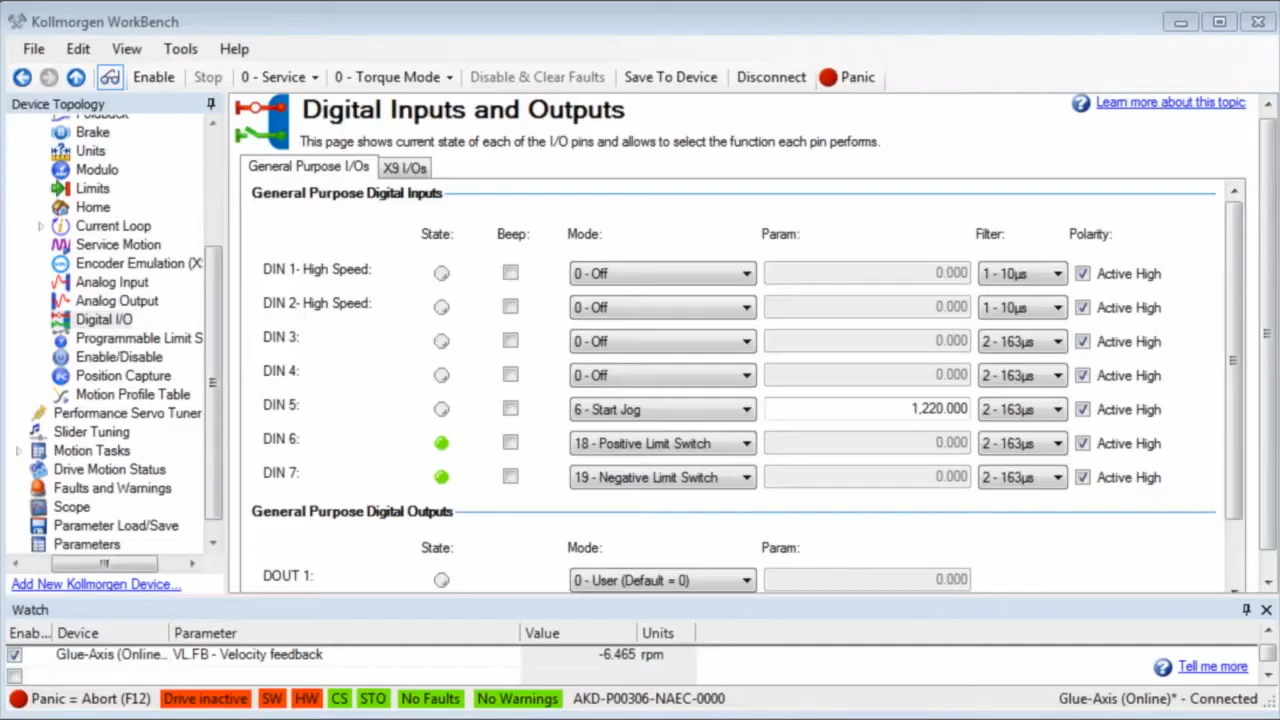 Kollmorgen WorkBench
File Edit View Tools Help
Enable Stop 0 - Service 0 - Torque Mode Disable & Clear Faults Save To Device Disconnect Panic
Device Topology
Foldback
Brake
Units
Modulo
Limits
Home
Current Loop
Service Motion
Encoder Emulation (X
Analog Input
Analog Output
Digital I/O
Programmable Limit S
Enable/Disable
Position Capture
Motion Profile Table
Performance Servo Tuner
Slider Tuning
Motion Tasks
Drive Motion Status
Faults and Warnings
Scope
Parameter Load/Save
Parameters
Add New Kollmorgen Device...
Digital Inputs and Outputs
Learn more about this topic
This page shows current state of each of the I/O pins and allows to select the function each pin performs.
General Purpose I/Os X9 I/Os
General Purpose Digital Inputs
State: Beep: Mode: Param: Filter: Polarity:
DIN 1- High Speed: 0 - Off 0.000 1 - 10µs Active High
DIN 2- High Speed: 0 - Off 0.000 1 - 10µs Active High
DIN 3: 0 - Off 0.000 2 - 163µs Active High
DIN 4: 0 - Off 0.000 2 - 163µs Active High
DIN 5: 6 - Start Jog 1,220.000 2 - 163µs Active High
DIN 6: 18 - Positive Limit Switch 0.000 2 - 163µs Active High
DIN 7: 19 - Negative Limit Switch 0.000 2 - 163µs Active High
General Purpose Digital Outputs
State: Mode: Param:
DOUT 1: 0 - User (Default = 0) 0.000
Watch
Enab... Device Parameter Value Units
Glue-Axis (Online... VL.FB - Velocity feedback -6.465 rpm
Tell me more
Panic = Abort (F12) Drive inactive SW HW CS STO No Faults No Warnings AKD-P00306-NAEC-0000 Glue-Axis (Online)* - Connected